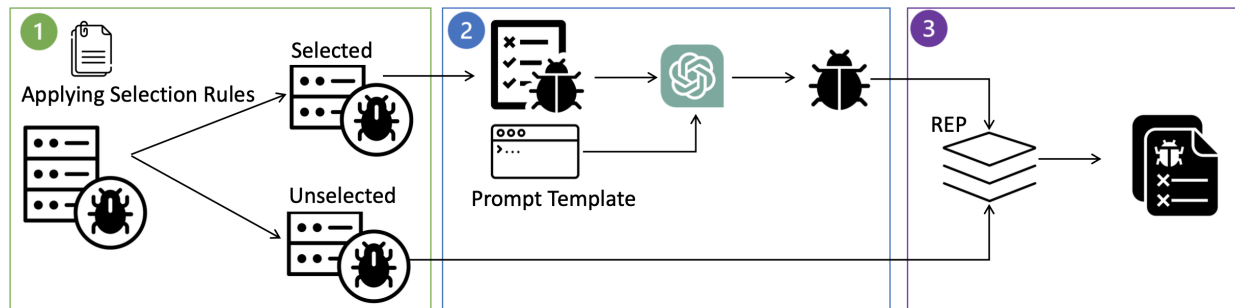 1
2
3
Selected
Applying Selection Rules
REP
>...
Unselected
Prompt Template